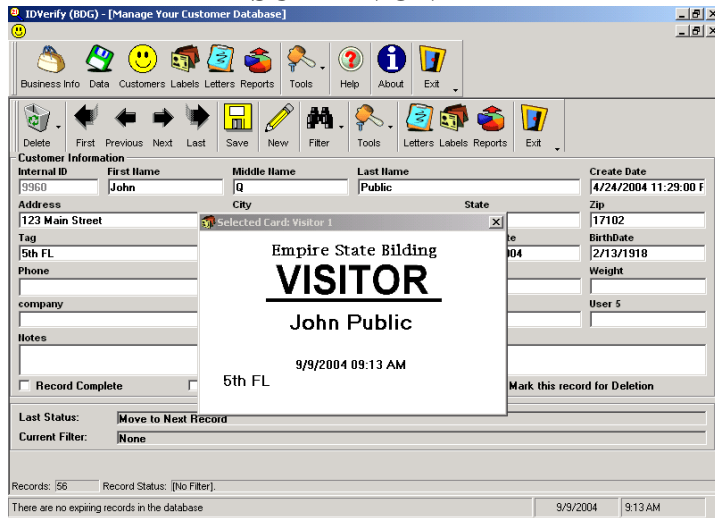 IDVerify (BDG) - [Manage Your Customer Database]
Business Info Data Customers Labels Letters Reports Tools Help About Exit
Delete First Previous Next Last Save New Filter Tools Letters Labels Reports Exit
Customer Information
Internal ID First Name Middle Name Last Name Create Date
9960 John Q Public 4/24/2004 11:29:00 P
Address City State Zip
123 Main Street 17102
Selected Card: Visitor 1
Tag te BirthDate
5th FL 04 2/13/1918
Phone Weight
company User 5
Notes
Empire State Bilding
VISITOR
John Public
9/9/2004 09:13 AM
5th FL
Record Complete Mark this record for Deletion
Last Status: Move to Next Record
Current Filter: None
Records: 56 Record Status: [No Filter].
There are no expiring records in the database 9/9/2004 9:13 AM